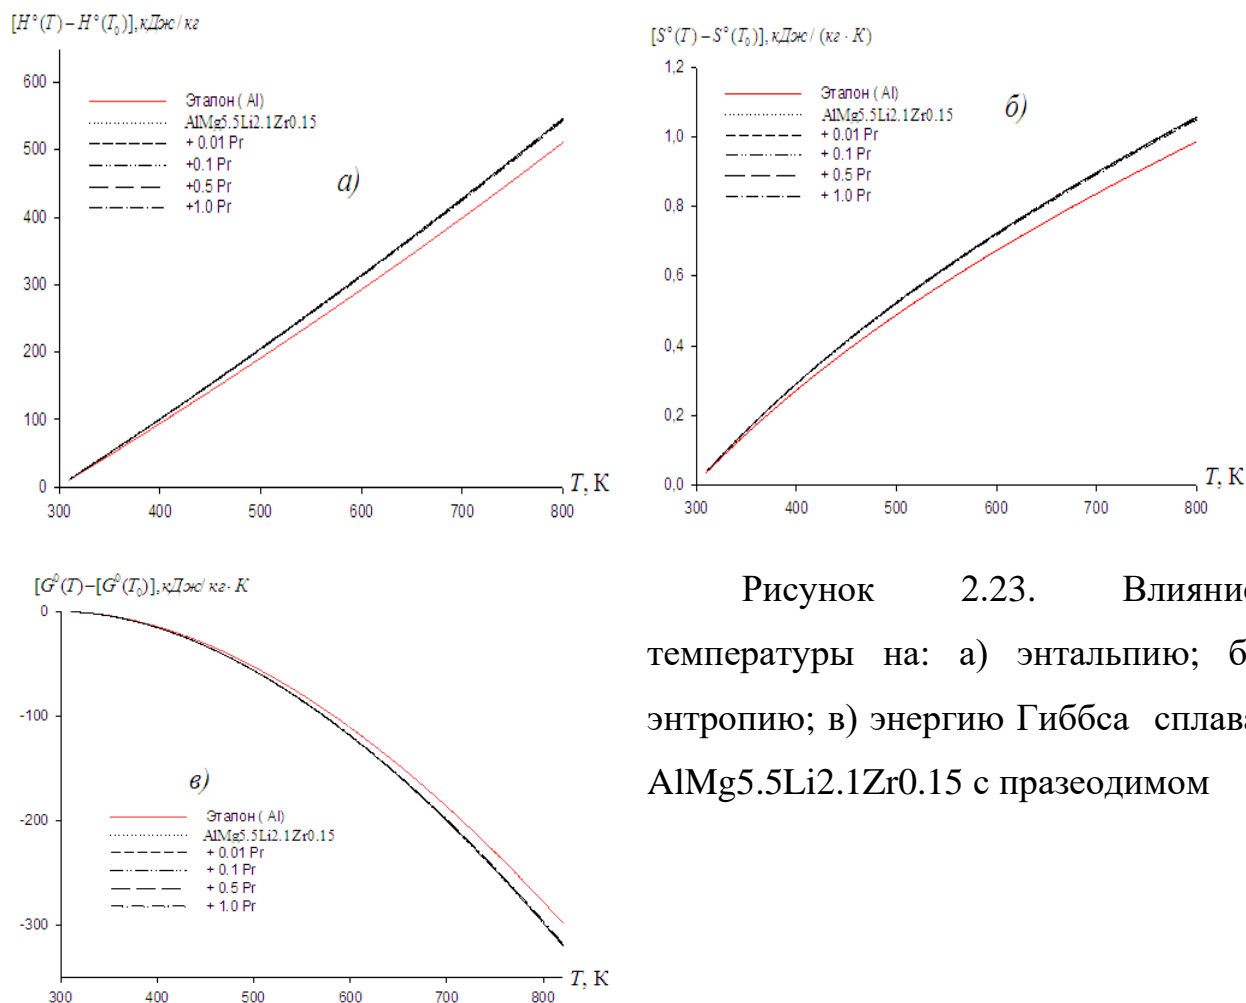 [H°(T) – H°(T₀)], кДж / кг
600
500
400
300
200
100
0
300 400 500 600 700 800
T, К
Эталон ( Al)
AlMg5.5Li2.1Zr0.15
+ 0.01 Pr
+0.1 Pr
+0.5 Pr
+1.0 Pr
а)
[S°(T) – S°(T₀)], кДж / (кг · К)
1,2
1,0
0,8
0,6
0,4
0,2
0,0
300 400 500 600 700 800
T, К
Эталон ( Al)
AlMg5.5Li2.1Zr0.15
+ 0.01 Pr
+ 0.1 Pr
+ 0.5 Pr
+ 1.0 Pr
б)
[G⁰(T)–[G⁰(T₀)], кДж/ кг· К
0
-100
-200
-300
300 400 500 600 700 800
T, К
в)
Эталон ( Al)
AlMg5.5Li2.1Zr0.15
+ 0.01 Pr
+ 0.1 Pr
+ 0.5 Pr
+ 1.0 Pr
Рисунок 2.23. Влияние
температуры на: а) энтальпию; б
энтропию; в) энергию Гиббса сплава
AlMg5.5Li2.1Zr0.15 с празеодимом